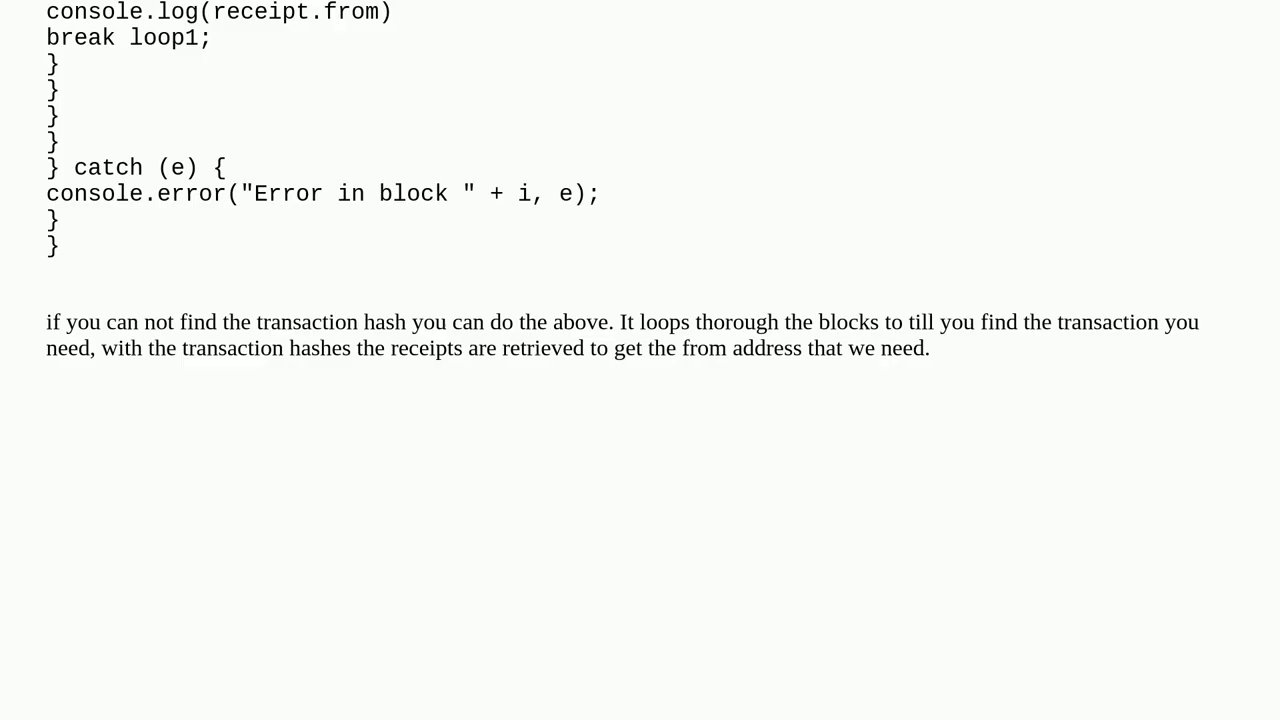 console.log(receipt.from)
break loop1;
}
}
}
}
} catch (e) {
console.error("Error in block " + i, e);
}
}
if you can not find the transaction hash you can do the above. It loops thorough the blocks to till you find the transaction you
need, with the transaction hashes the receipts are retrieved to get the from address that we need.